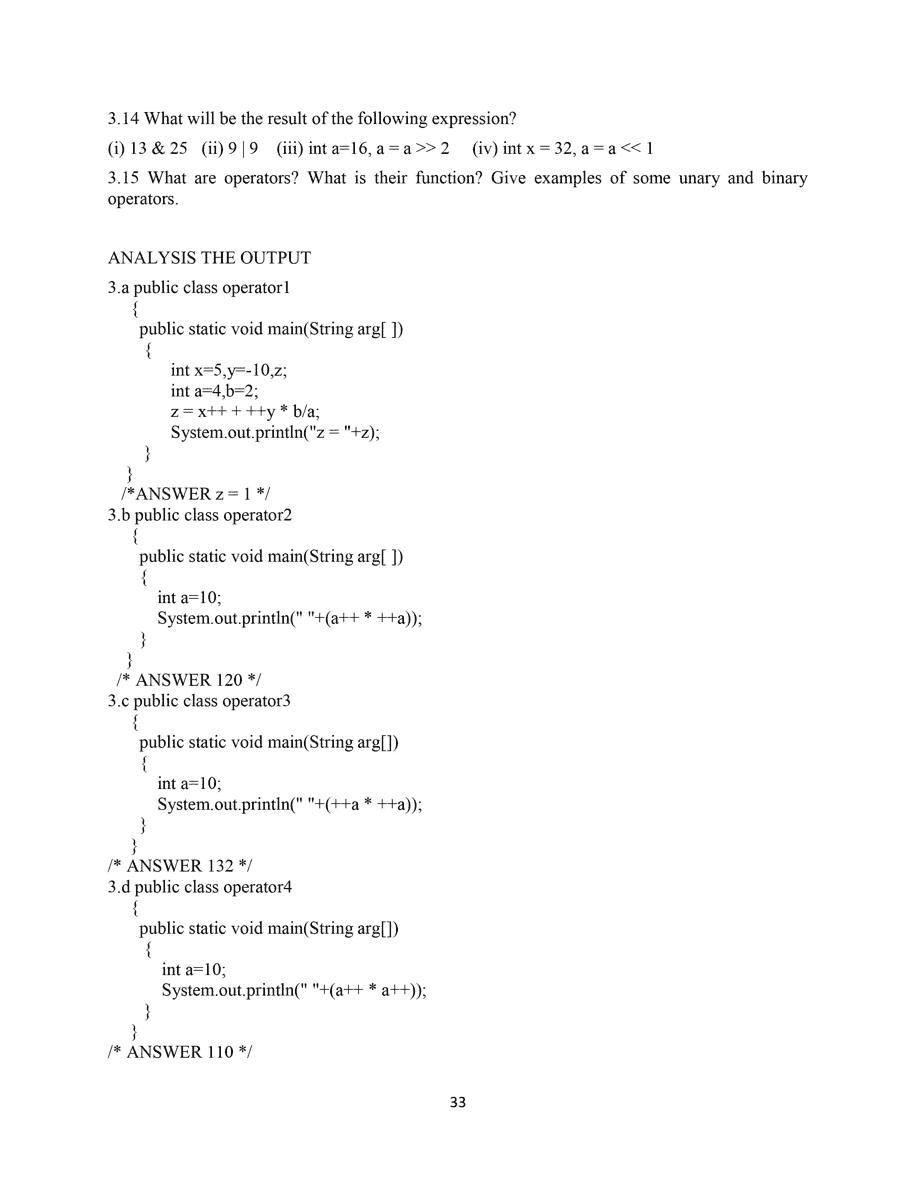 3.14 What will be the result of the following expression?
(i) 13 & 25 (ii) 9 | 9 (iii) int a=16, a = a >> 2 (iv) int x = 32, a = a << 1
3.15 What are operators? What is their function? Give examples of some unary and binary
operators.
ANALYSIS THE OUTPUT
3.a public class operator1
{
public static void main(String arg[ ])
{
int x=5,y=-10,z;
int a=4,b=2;
z = x++ + ++y * b/a;
System.out.println("z = "+z);
}
}
/*ANSWER z = 1 */
3.b public class operator2
{
public static void main(String arg[ ])
{
int a=10;
System.out.println(" "+(a++ * ++a));
}
}
/* ANSWER 120 */
3.c public class operator3
{
public static void main(String arg[])
{
int a=10;
System.out.println(" "+(++a * ++a));
}
}
/* ANSWER 132 */
3.d public class operator4
{
public static void main(String arg[])
{
int a=10;
System.out.println(" "+(a++ * a++));
}
}
/* ANSWER 110 */
33